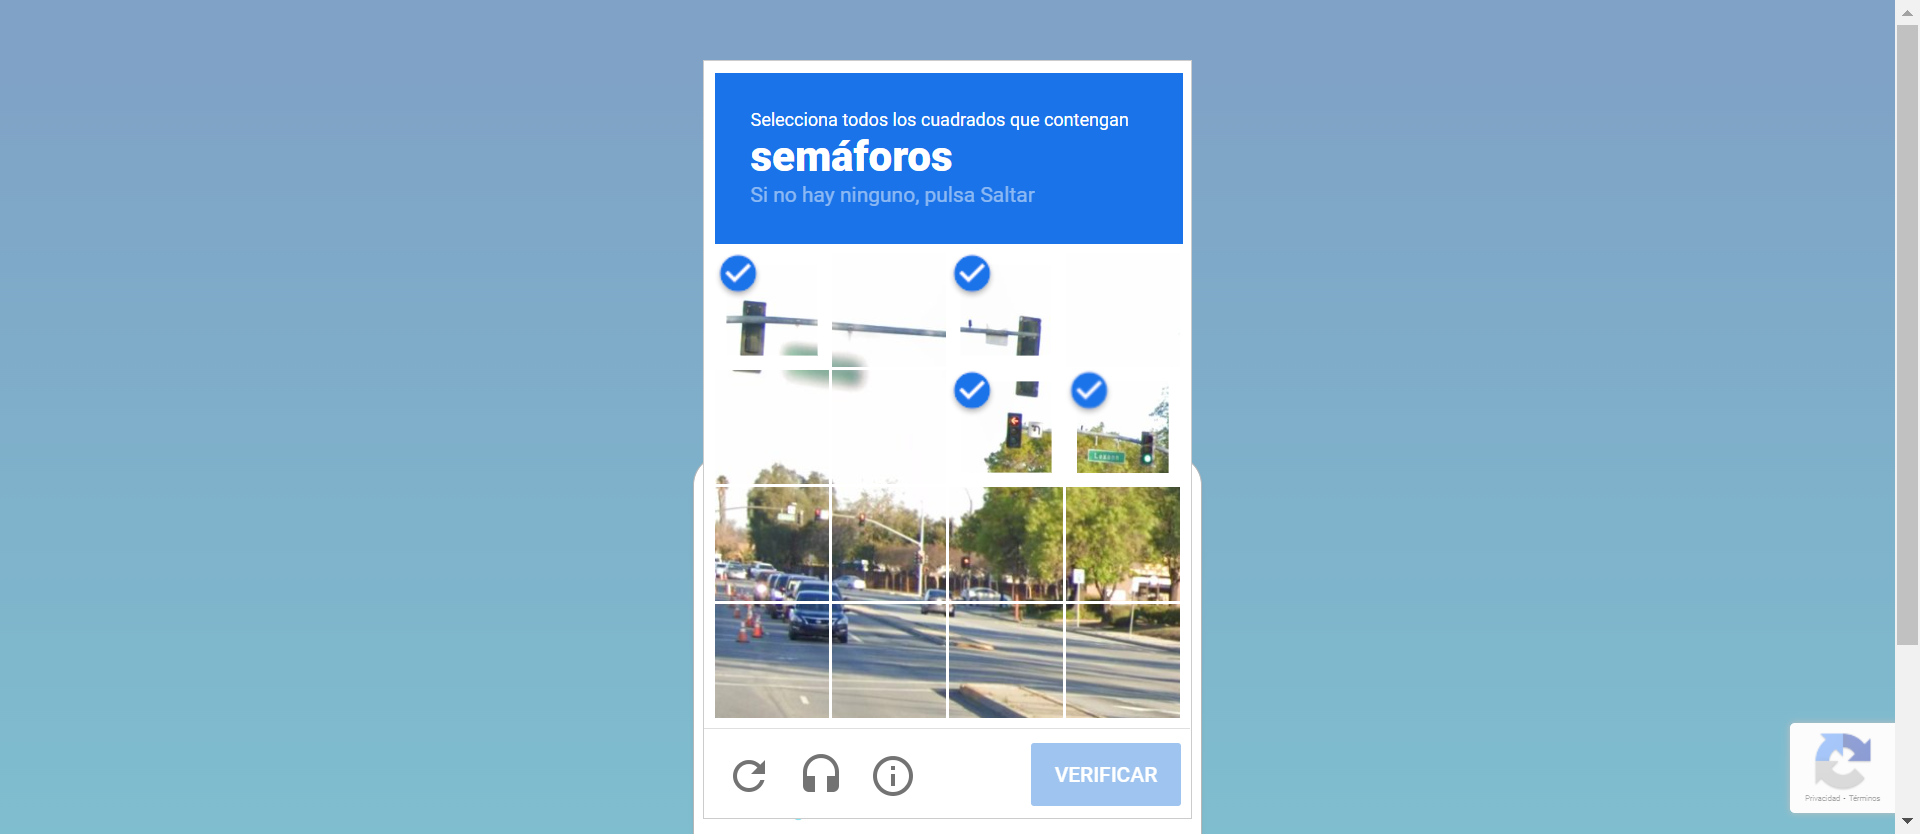 Selecciona todos los cuadrados que contengan
semáforos
Si no hay ninguno, pulsa Saltar
VERIFICAR
Privacidad - Términos